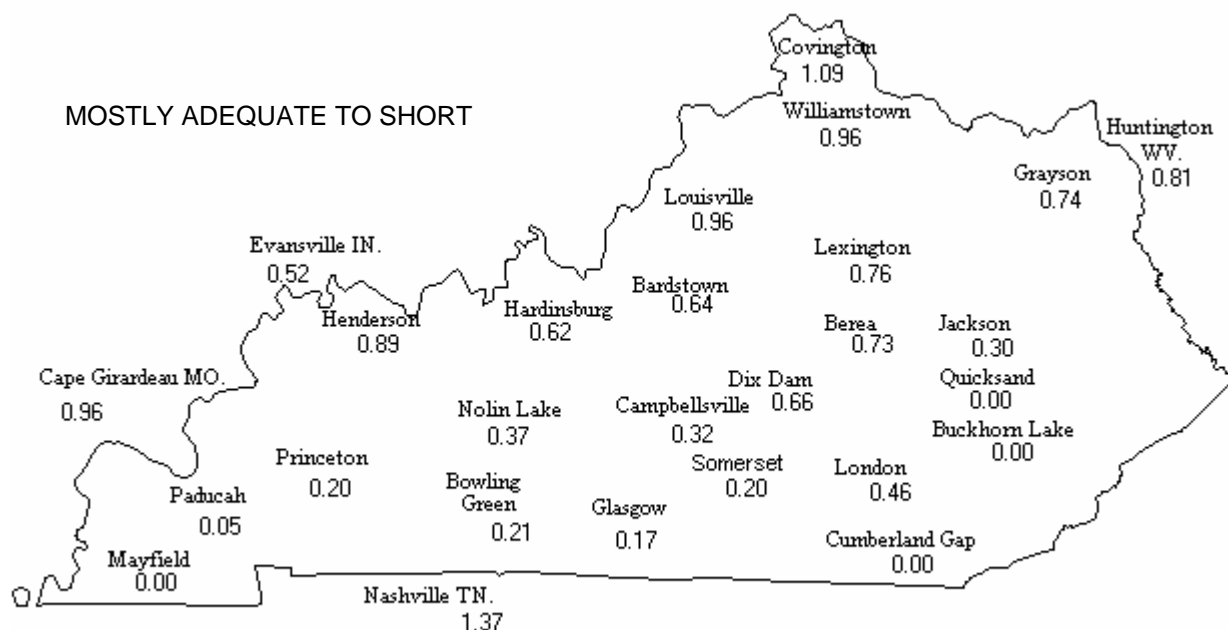 Covington
1.09
MOSTLY ADEQUATE TO SHORT
Williamstown
0.96
Huntington
WV.
0.81
Grayson
0.74
Louisville
0.96
Evansville IN.
0.52
Lexington
0.76
Bardstown
0.64
Henderson
0.89
Hardinsburg
0.62
Berea
0.73
Jackson
0.30
Cape Girardeau MO.
0.96
Dix Dam
0.66
Quicksand
0.00
Nolin Lake
0.37
Campbellsville
0.32
Buckhorn Lake
0.00
Princeton
0.20
Somerset
0.20
London
0.46
Paducah
0.05
Bowling
Green
0.21
Glasgow
0.17
Cumberland Gap
0.00
Mayfield
0.00
Nashville TN.
1.37